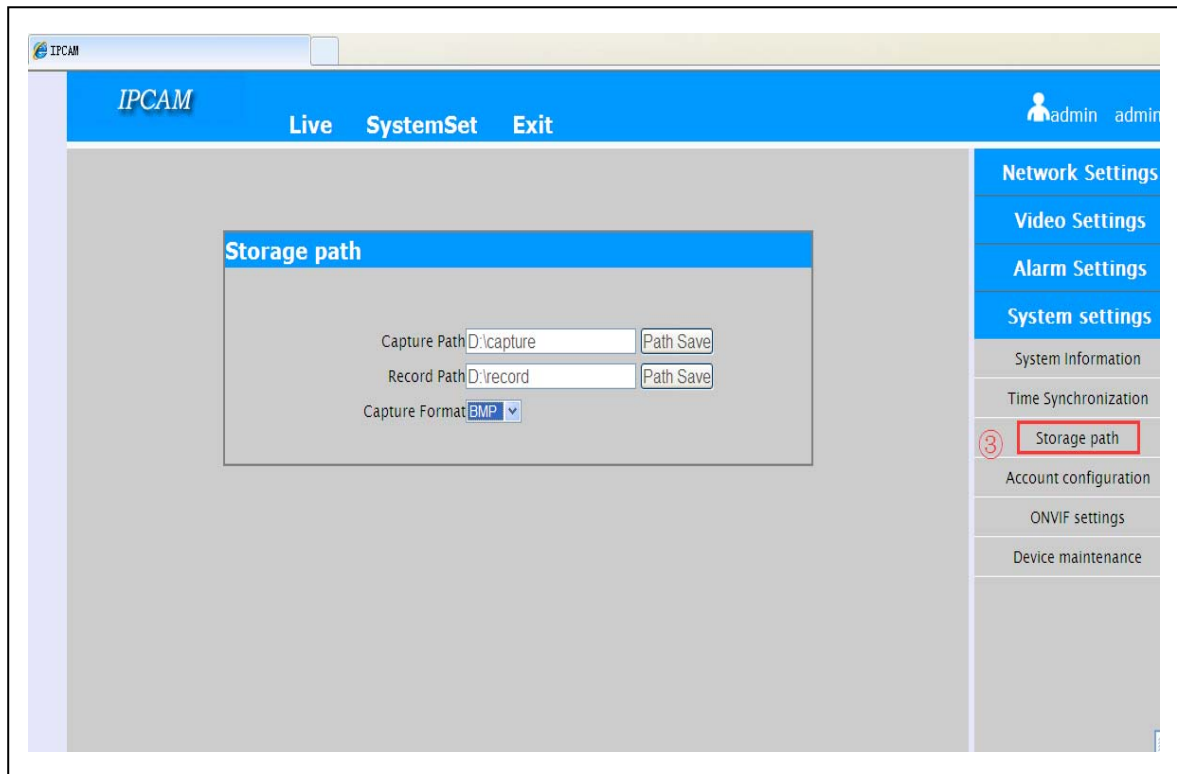 IPCAM
IPCAM
Live SystemSet Exit
admin admin
Network Settings
Video Settings
Alarm Settings
System settings
System Information
Time Synchronization
③ Storage path
Account configuration
ONVIF settings
Device maintenance
Storage path
Capture Path D:\capture Path Save
Record Path D:\record Path Save
Capture Format BMP